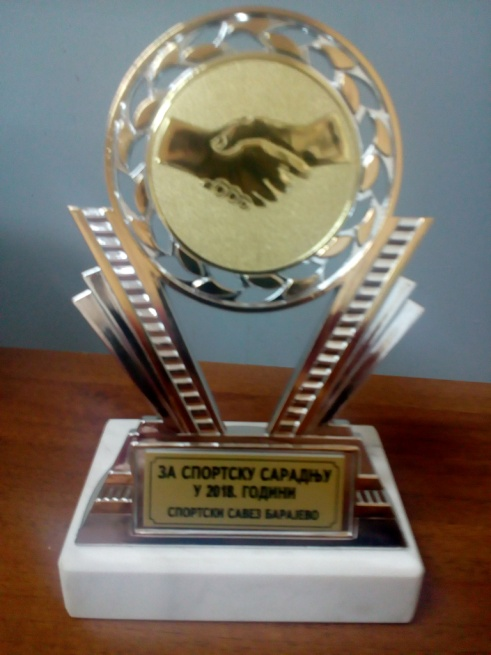 ЗА СПОРТСКУ САРАДЊУ
У 2018. ГОДИНИ
СПОРТСКИ САВЕЗ БАРАЈЕВО